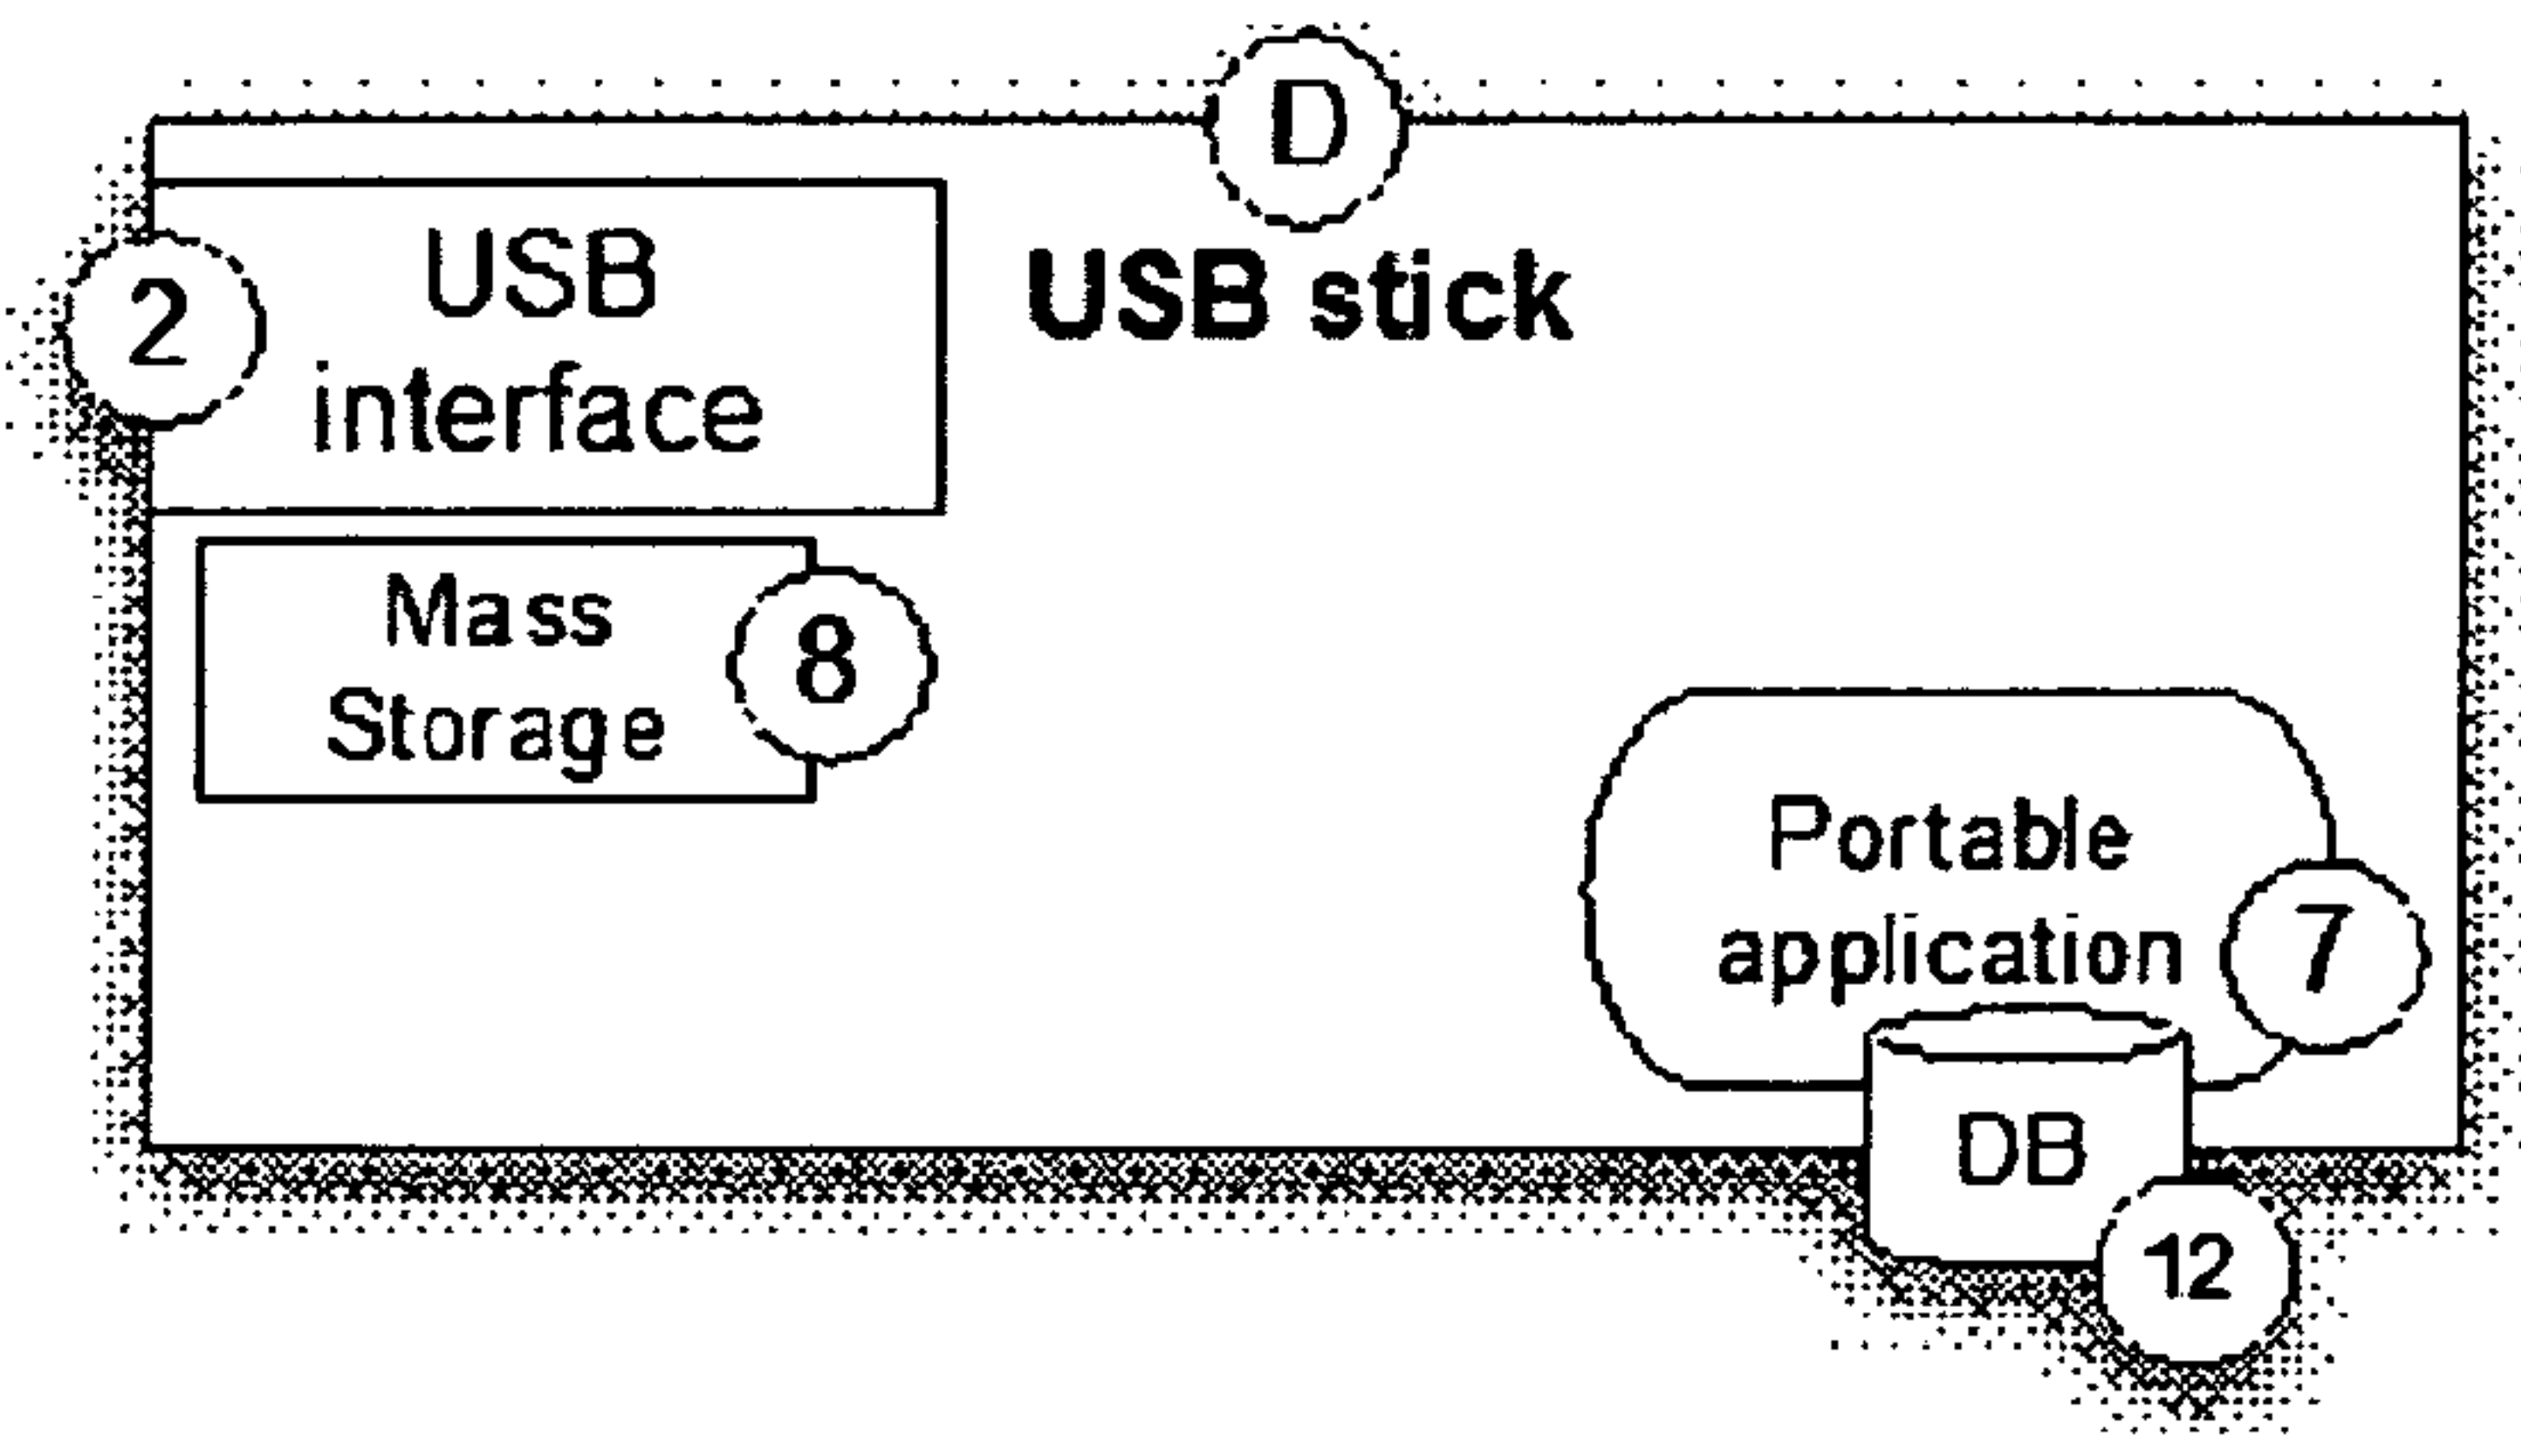 D
USB stick
2
USB
interface
Mass
Storage
8
Portable
application
7
DB
12